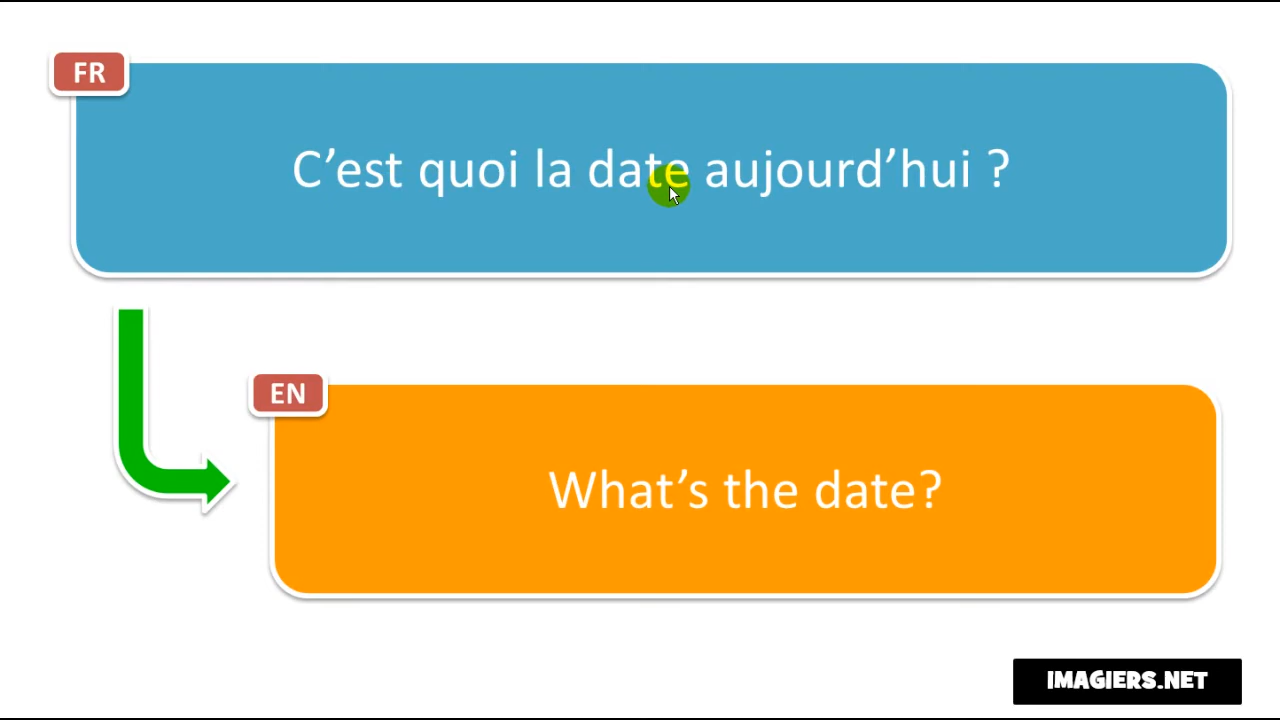 FR
C’est quoi la date aujourd’hui ?
EN
What’s the date?
IMAGIERS.NET